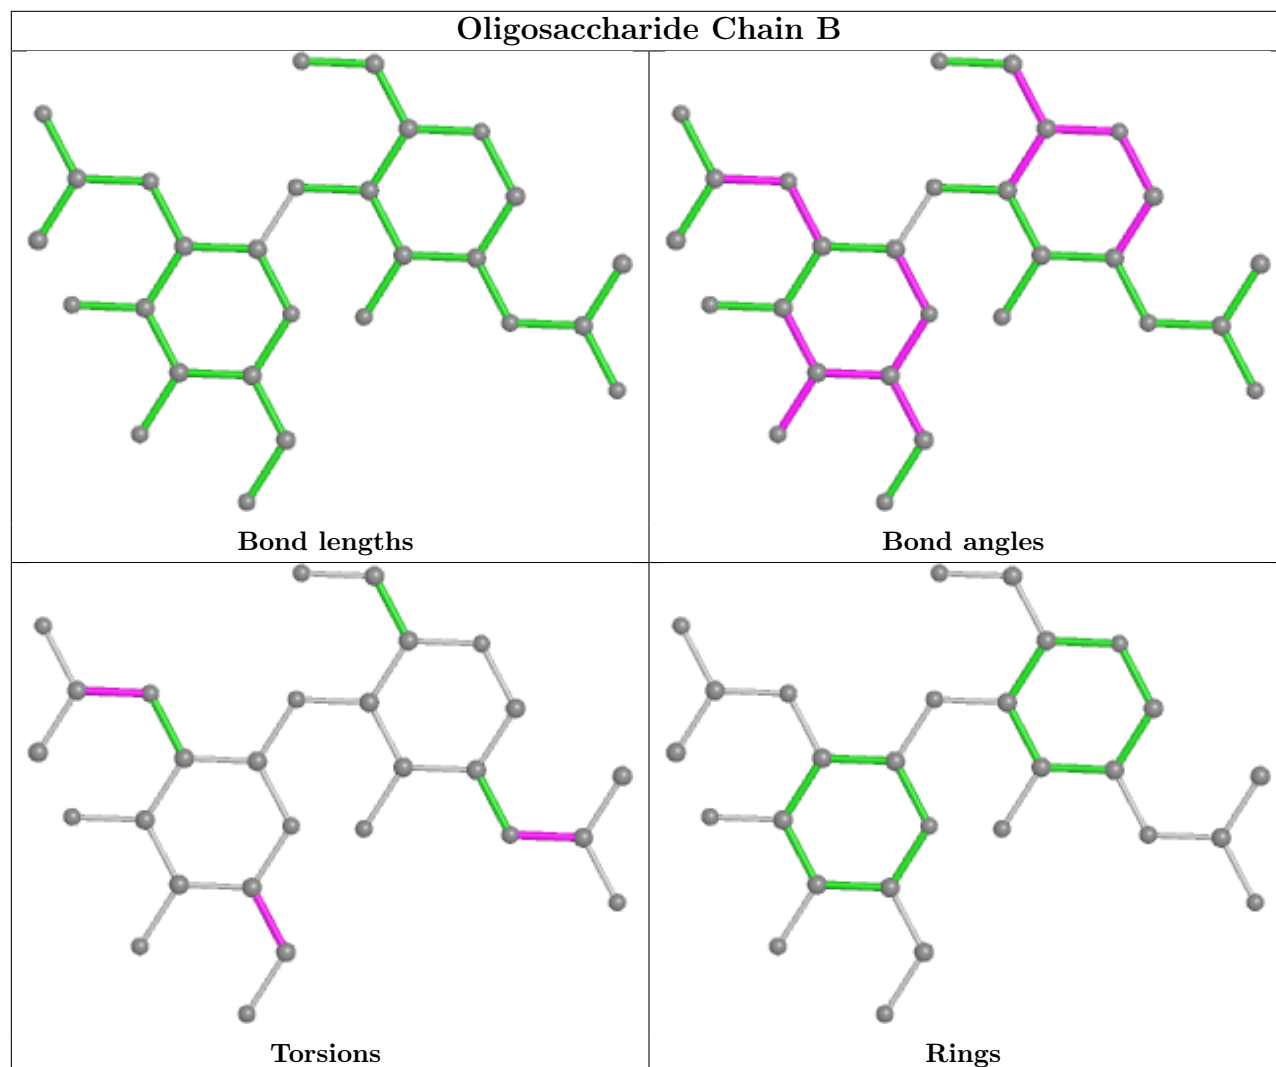 Oligosaccharide Chain B
Bond lengths
Bond angles
Torsions
Rings